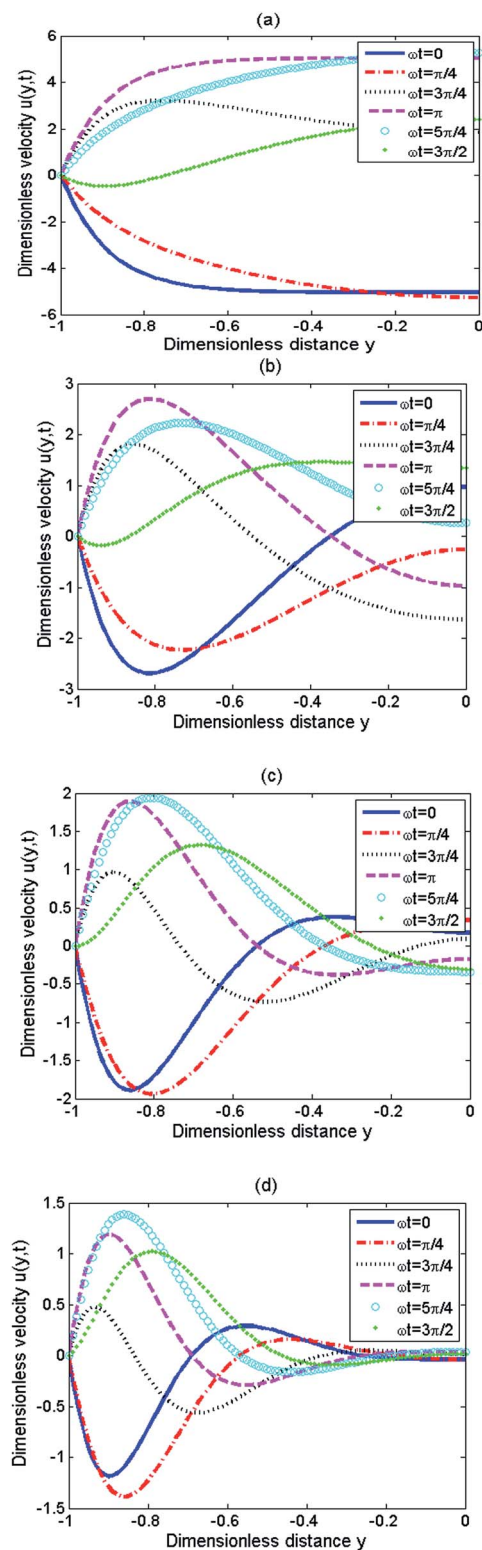 (a)
6
4
2
0
-2
-4
-6
Dimensionless velocity u(y,t)
ωt=0
ωt=π/4
ωt=3π/4
ωt=π
ωt=5π/4
ωt=3π/2
-1 -0.8 -0.6 -0.4 -0.2 0
Dimensionless distance y
(b)
3
2
1
0
-1
-2
-3
Dimensionless velocity u(y,t)
ωt=0
ωt=π/4
ωt=3π/4
ωt=π
ωt=5π/4
ωt=3π/2
-1 -0.8 -0.6 -0.4 -0.2 0
Dimensionless distance y
(c)
2
1.5
1
0.5
0
-0.5
-1
-1.5
-2
Dimensionless velocity u(y,t)
ωt=0
ωt=π/4
ωt=3π/4
ωt=π
ωt=5π/4
ωt=3π/2
-1 -0.8 -0.6 -0.4 -0.2 0
Dimensionless distance y
(d)
1.5
1
0.5
0
-0.5
-1
-1.5
Dimensionless velocity u(y,t)
ωt=0
ωt=π/4
ωt=3π/4
ωt=π
ωt=5π/4
ωt=3π/2
-1 -0.8 -0.6 -0.4 -0.2 0
Dimensionless distance y